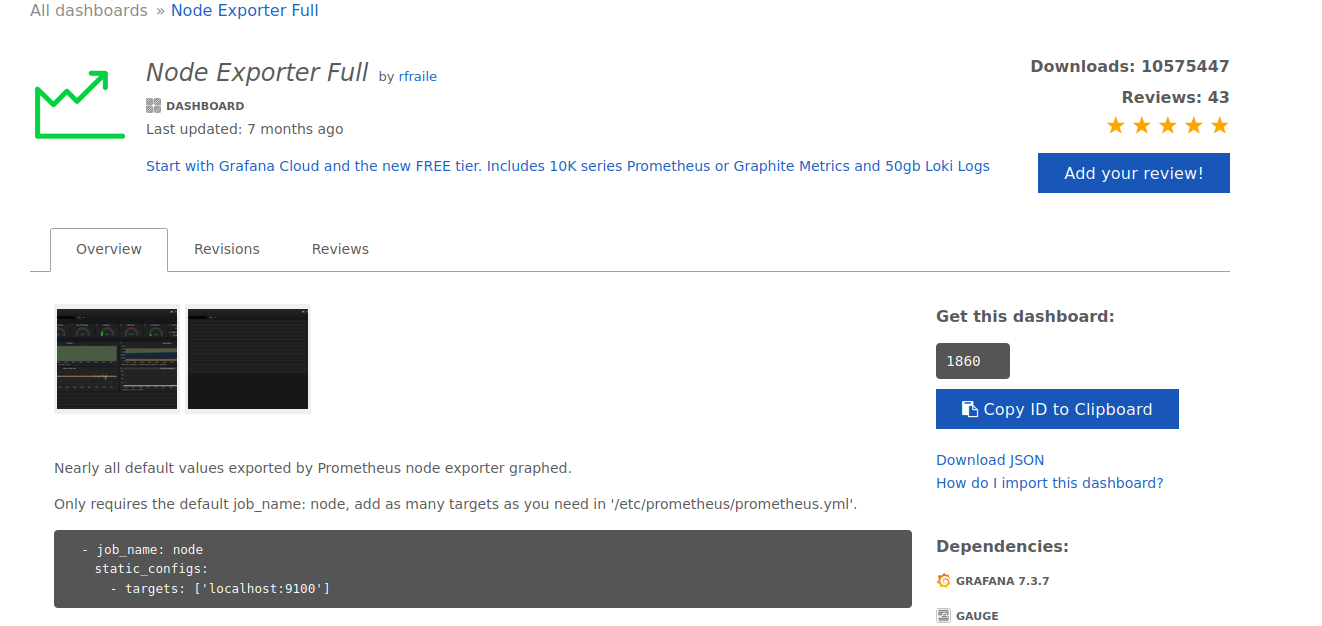 All dashboards » Node Exporter Full
Node Exporter Full by rfraile
DASHBOARD
Last updated: 7 months ago
Start with Grafana Cloud and the new FREE tier. Includes 10K series Prometheus or Graphite Metrics and 50gb Loki Logs
Downloads: 10575447
Reviews: 43
Add your review!
Overview
Revisions
Reviews
Nearly all default values exported by Prometheus node exporter graphed.
Only requires the default job_name: node, add as many targets as you need in '/etc/prometheus/prometheus.yml'.
- job_name: node
static_configs:
- targets: ['localhost:9100']
Get this dashboard:
1860
Copy ID to Clipboard
Download JSON
How do I import this dashboard?
Dependencies:
GRAFANA 7.3.7
GAUGE